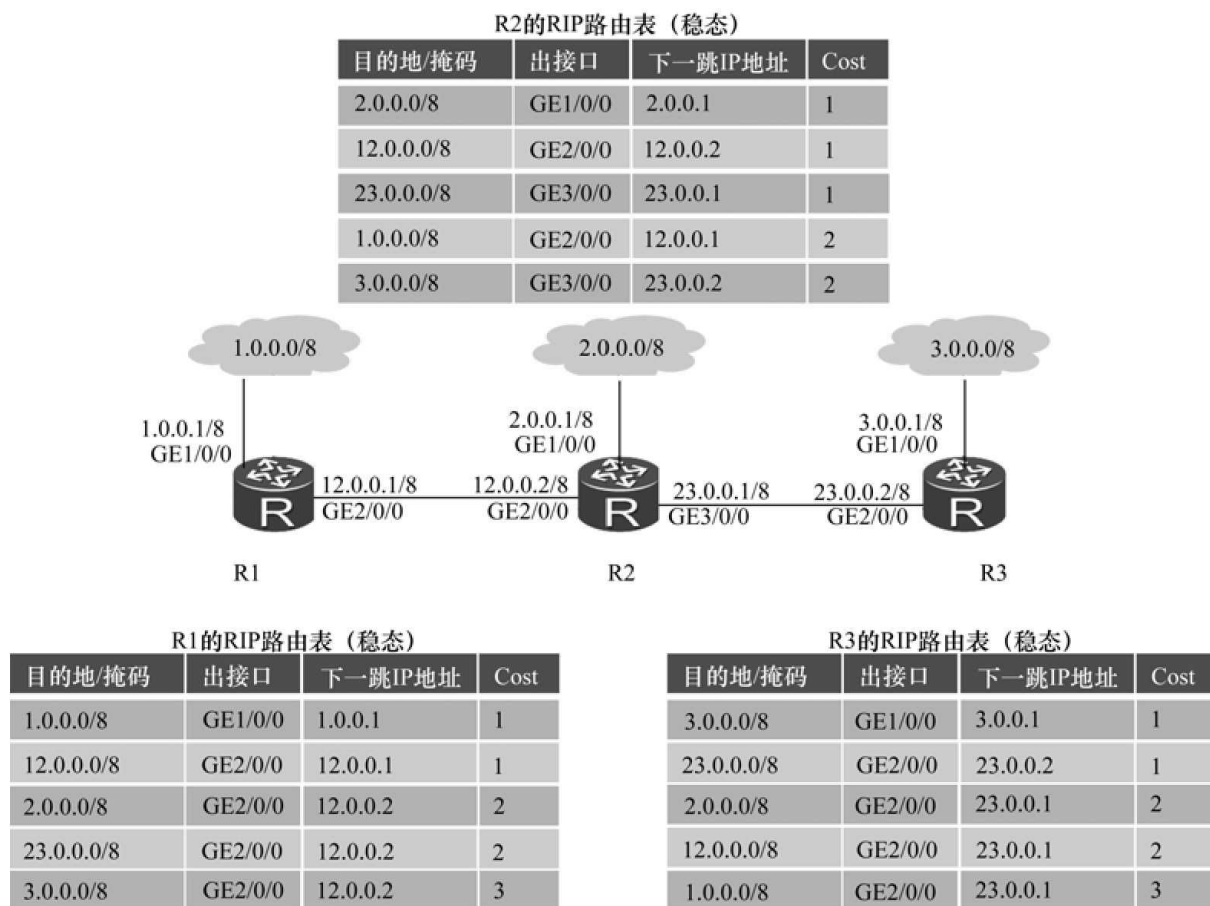 R2的RIP路由表（稳态）
目的地/掩码 出接口 下一跳IP地址 Cost
2.0.0.0/8 GE1/0/0 2.0.0.1 1
12.0.0.0/8 GE2/0/0 12.0.0.2 1
23.0.0.0/8 GE3/0/0 23.0.0.1 1
1.0.0.0/8 GE2/0/0 12.0.0.1 2
3.0.0.0/8 GE3/0/0 23.0.0.2 2
1.0.0.0/8 2.0.0.0/8 3.0.0.0/8
1.0.0.1/8 2.0.0.1/8 3.0.0.1/8
GE1/0/0 GE1/0/0 GE1/0/0
12.0.0.1/8 12.0.0.2/8 23.0.0.1/8 23.0.0.2/8
R GE2/0/0 GE2/0/0 R GE3/0/0 GE2/0/0 R
R1 R2 R3
R1的RIP路由表（稳态）
目的地/掩码 出接口 下一跳IP地址 Cost
1.0.0.0/8 GE1/0/0 1.0.0.1 1
12.0.0.0/8 GE2/0/0 12.0.0.1 1
2.0.0.0/8 GE2/0/0 12.0.0.2 2
23.0.0.0/8 GE2/0/0 12.0.0.2 2
3.0.0.0/8 GE2/0/0 12.0.0.2 3
R3的RIP路由表（稳态）
目的地/掩码 出接口 下一跳IP地址 Cost
3.0.0.0/8 GE1/0/0 3.0.0.1 1
23.0.0.0/8 GE2/0/0 23.0.0.2 1
2.0.0.0/8 GE2/0/0 23.0.0.1 2
12.0.0.0/8 GE2/0/0 23.0.0.1 2
1.0.0.0/8 GE2/0/0 23.0.0.1 3